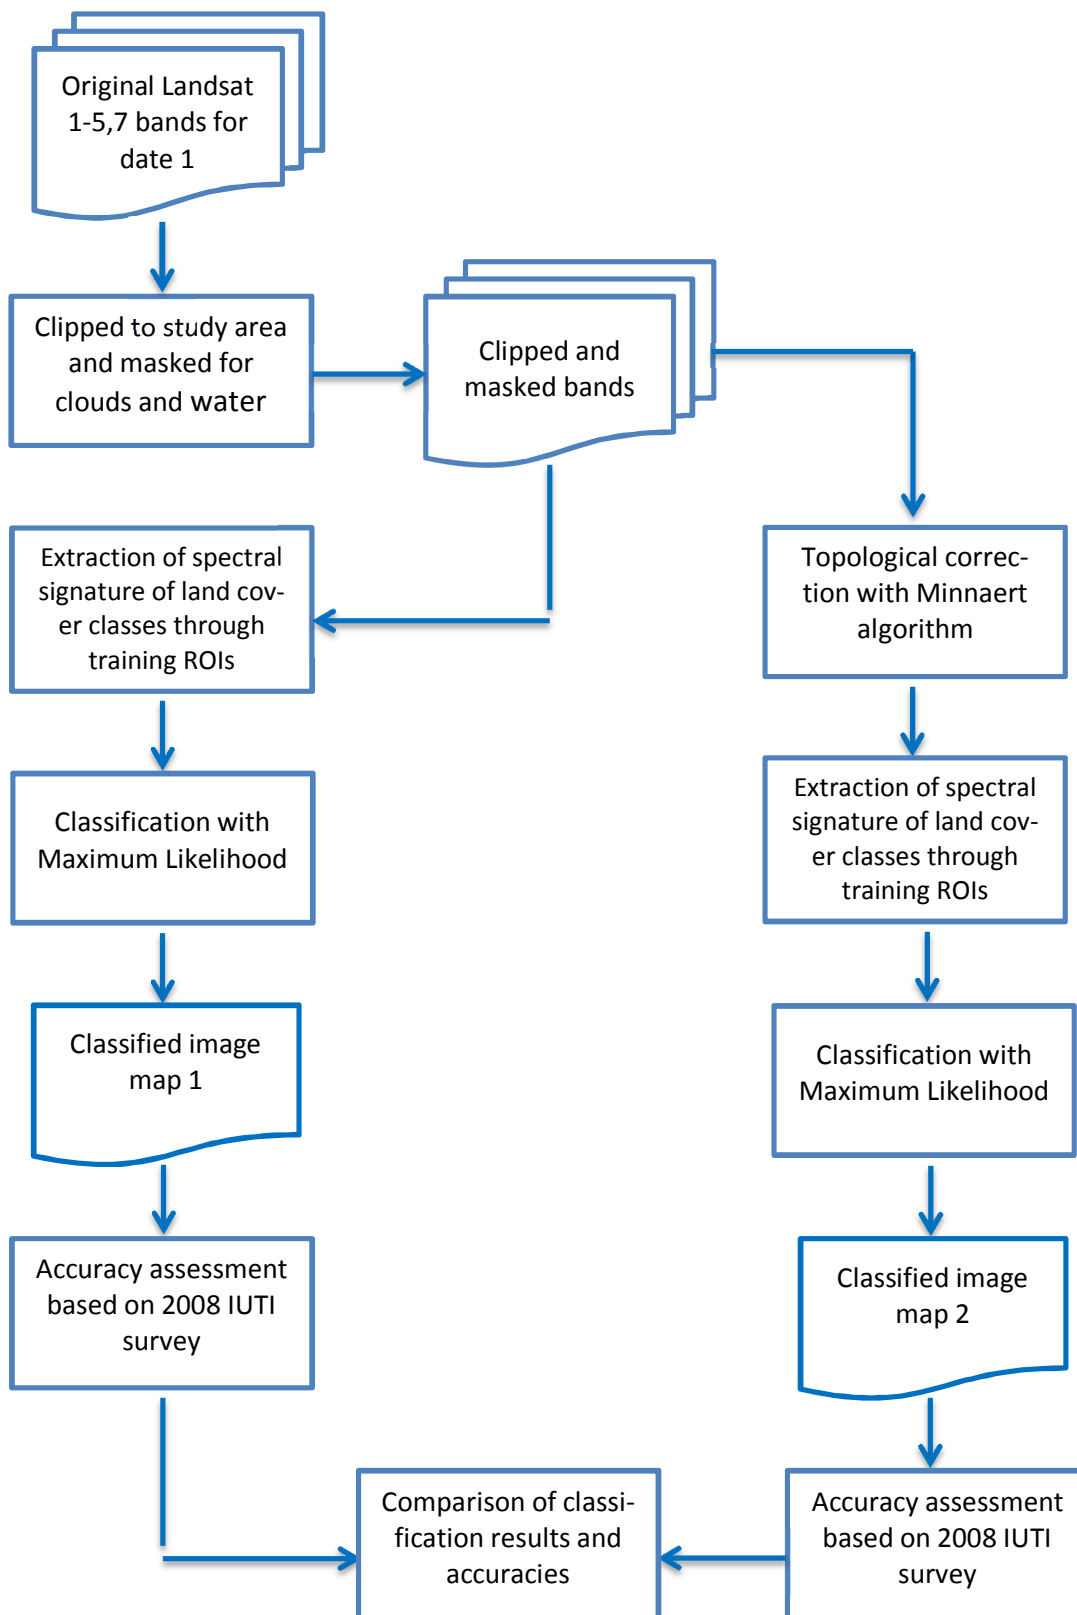 Original Landsat
1-5,7 bands for
date 1
Clipped to study area
and masked for
clouds and water
Clipped and
masked bands
Extraction of spectral
signature of land cov-
er classes through
training ROIs
Topological correc-
tion with Minnaert
algorithm
Classification with
Maximum Likelihood
Extraction of spectral
signature of land cov-
er classes through
training ROIs
Classified image
map 1
Classification with
Maximum Likelihood
Accuracy assessment
based on 2008 IUTI
survey
Classified image
map 2
Comparison of classi-
fication results and
accuracies
Accuracy assessment
based on 2008 IUTI
survey